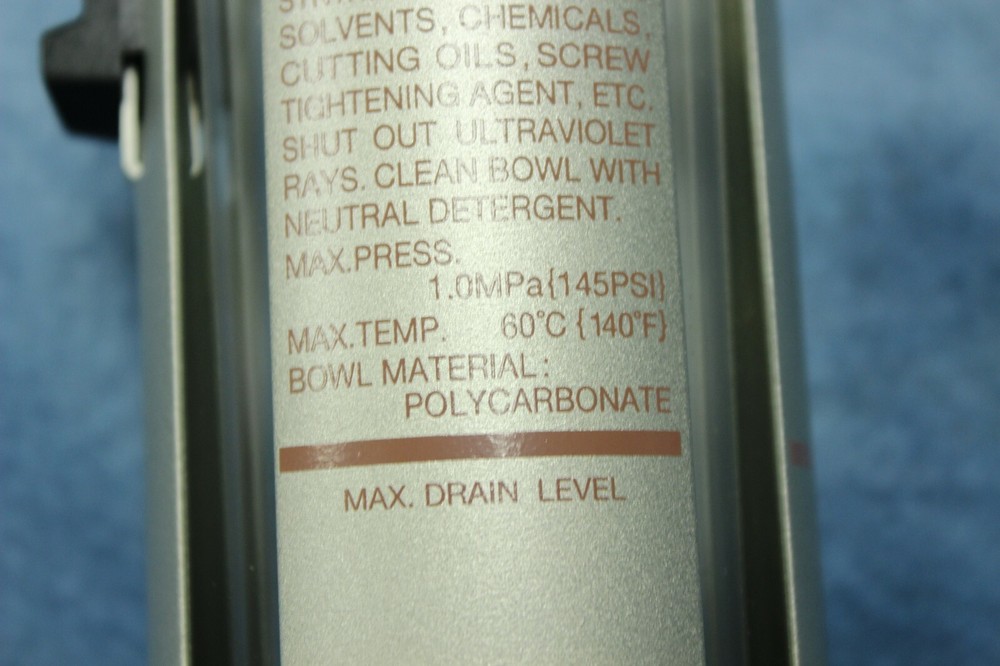 SOLVENTS, CHEMICALS,
CUTTING OILS, SCREW
TIGHTENING AGENT, ETC.
SHUT OUT ULTRAVIOLET
RAYS. CLEAN BOWL WITH
NEUTRAL DETERGENT.
MAX.PRESS.
1.0MPa{145PSI}
MAX.TEMP. 60°C {140°F}
BOWL MATERIAL:
POLYCARBONATE
MAX. DRAIN LEVEL